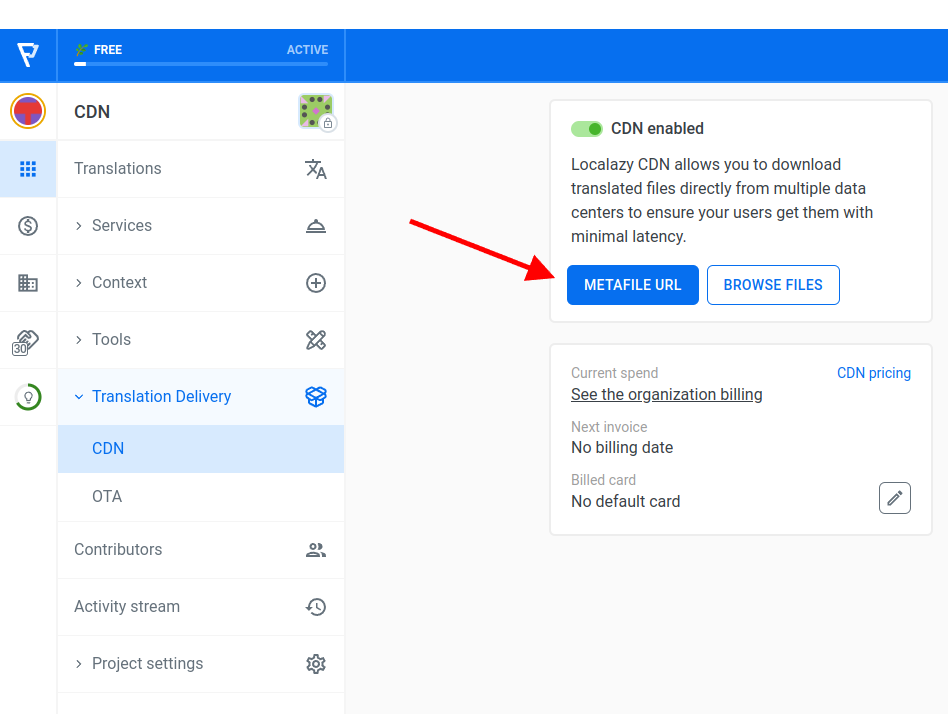 FREE
ACTIVE
CDN
Translations
Services
Context
Tools
30
Translation Delivery
CDN
OTA
Contributors
Activity stream
Project settings
CDN enabled
Localazy CDN allows you to download
translated files directly from multiple data
centers to ensure your users get them with
minimal latency.
METAFILE URL
BROWSE FILES
Current spend
CDN pricing
See the organization billing
Next invoice
No billing date
Billed card
No default card